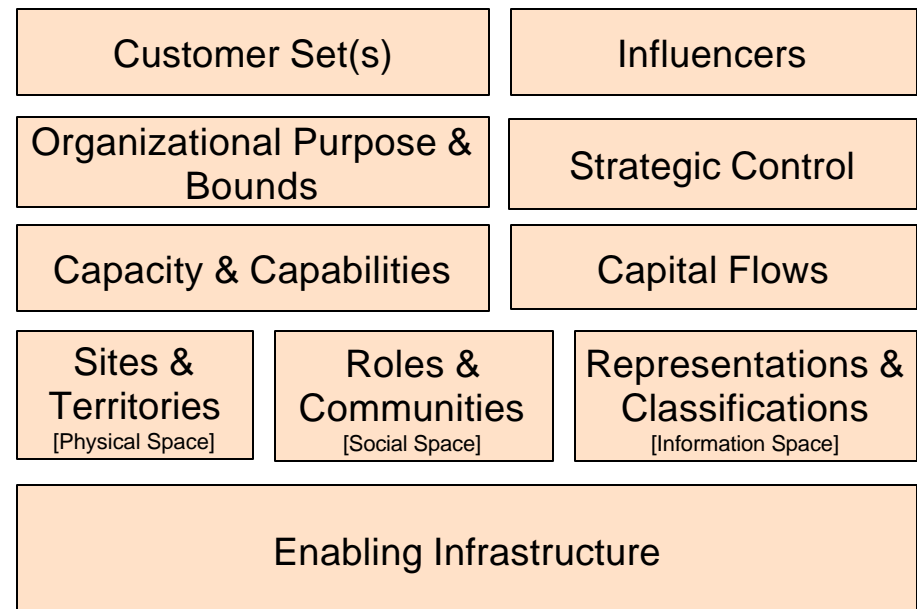 Customer Set(s)
Influencers
Organizational Purpose &
Bounds
Strategic Control
Capacity & Capabilities
Capital Flows
Sites &
Territories
[Physical Space]
Roles &
Communities
[Social Space]
Representations &
Classifications
[Information Space]
Enabling Infrastructure